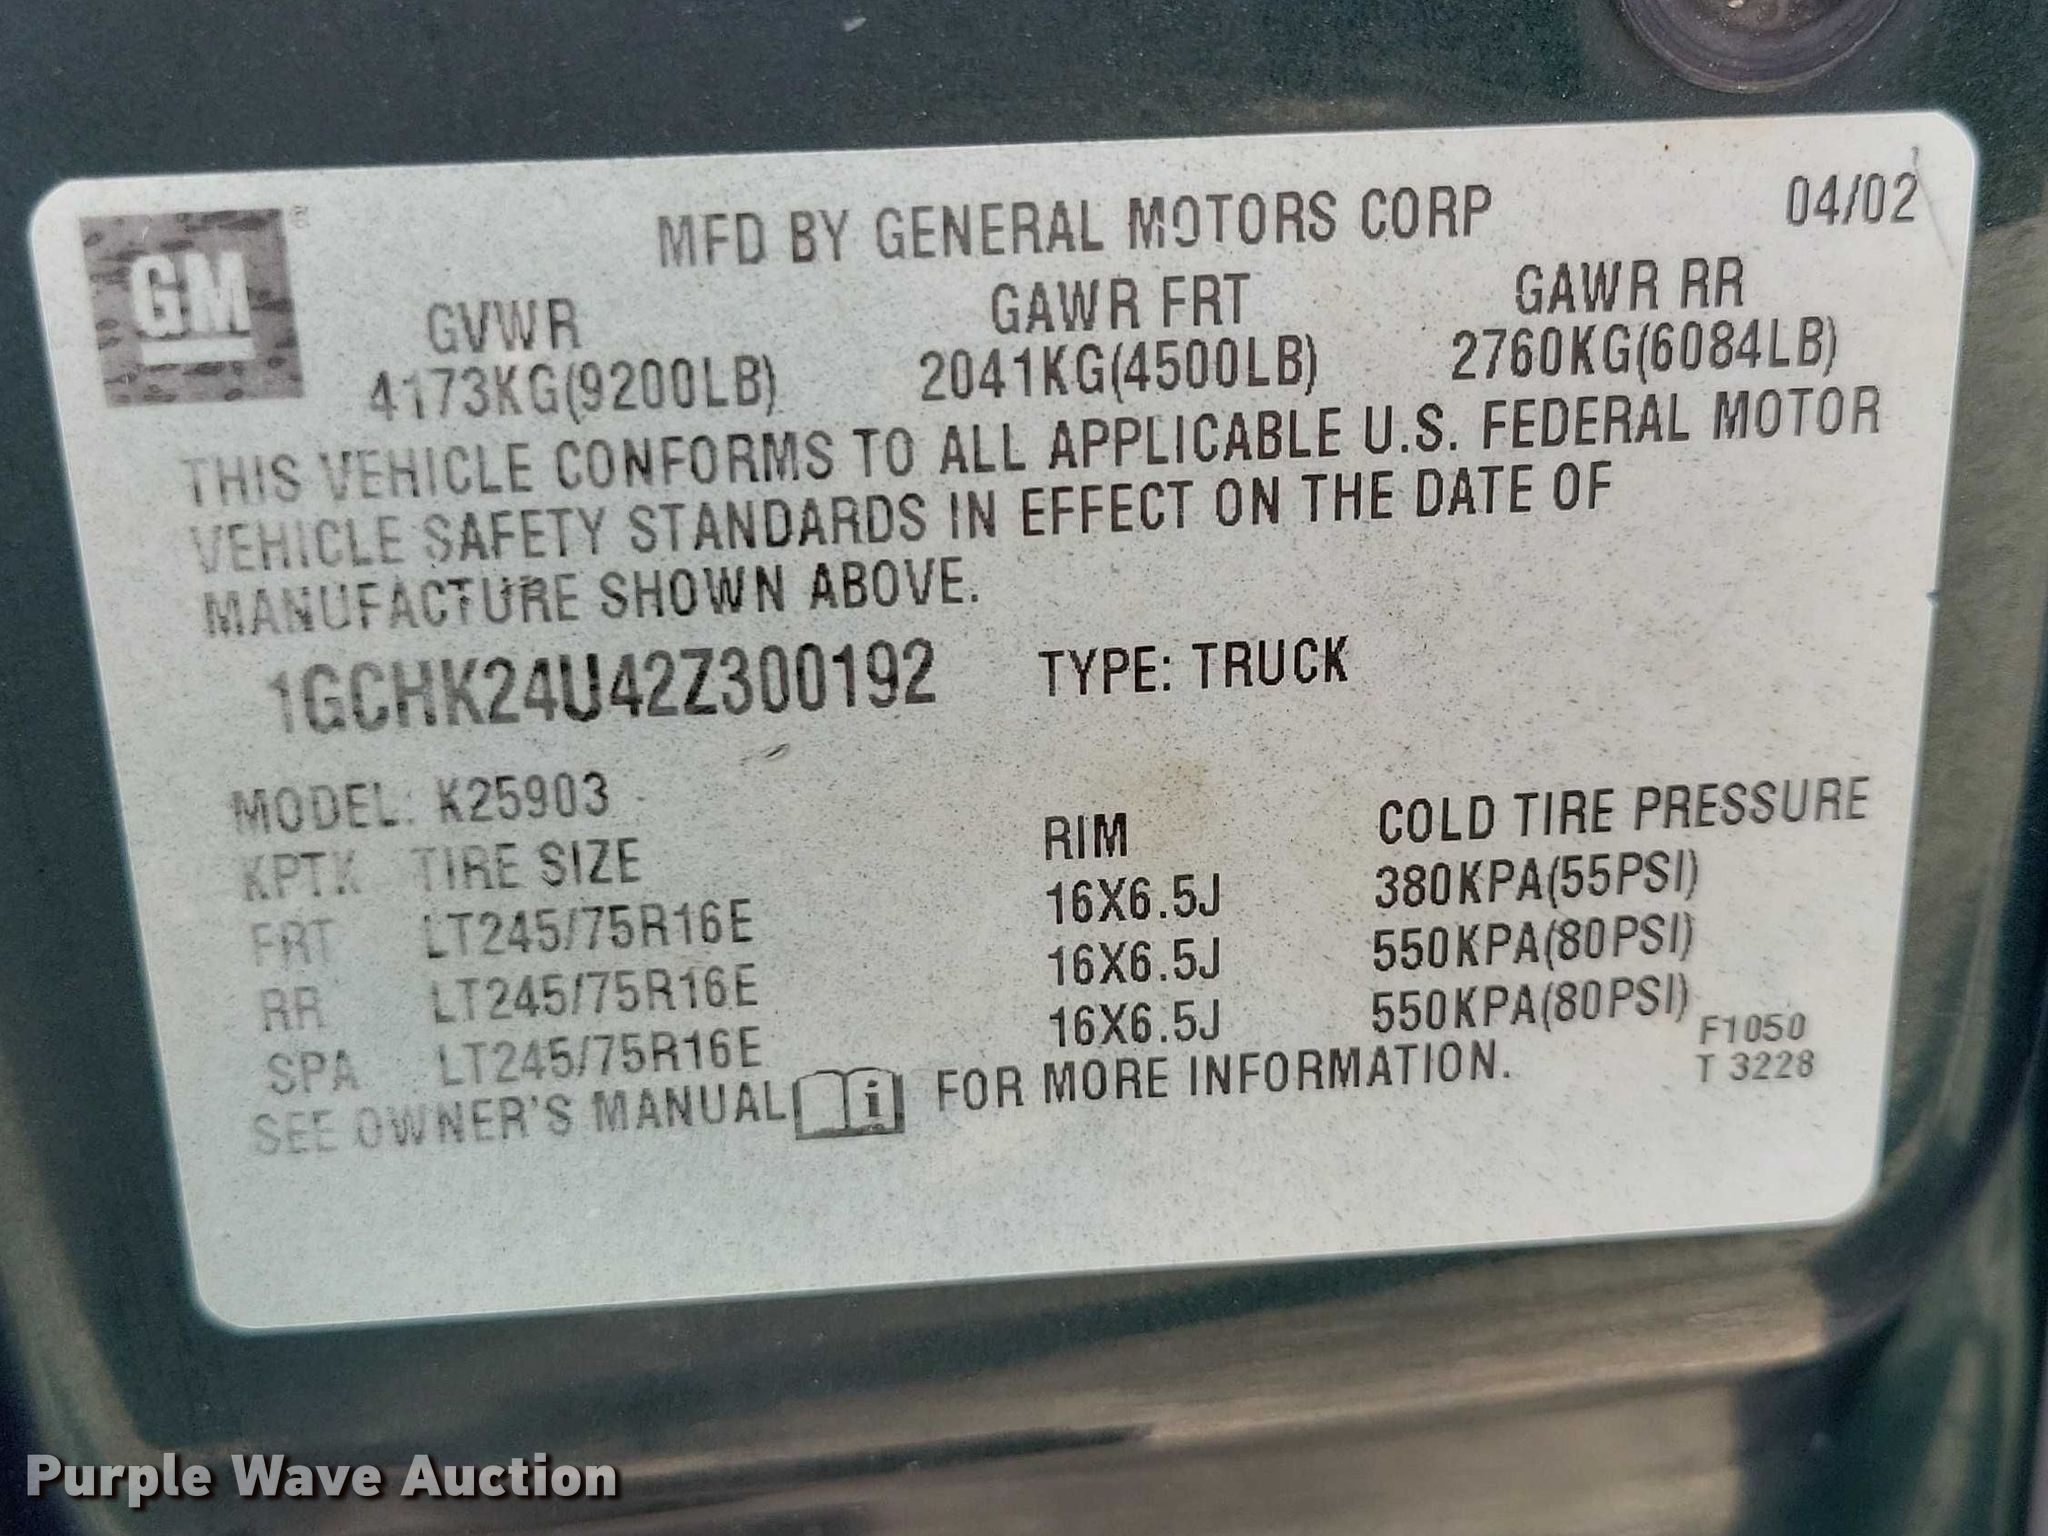 GM
MFD BY GENERAL MOTORS CORP 04/02
GVWR GAWR FRT GAWR RR
4173KG(9200LB) 2041KG(4500LB) 2760KG(6084LB)
THIS VEHICLE CONFORMS TO ALL APPLICABLE U.S. FEDERAL MOTOR
VEHICLE SAFETY STANDARDS IN EFFECT ON THE DATE OF
MANUFACTURE SHOWN ABOVE.
1GCHK24U42Z300192 TYPE: TRUCK
MODEL: K25903
KPTK TIRE SIZE RIM COLD TIRE PRESSURE
FRT LT245/75R16E 16X6.5J 380KPA(55PSI)
RR LT245/75R16E 16X6.5J 550KPA(80PSI)
SPA LT245/75R16E 16X6.5J 550KPA(80PSI)
SEE OWNER'S MANUAL i FOR MORE INFORMATION.
F1050
T 3228
Purple Wave Auction